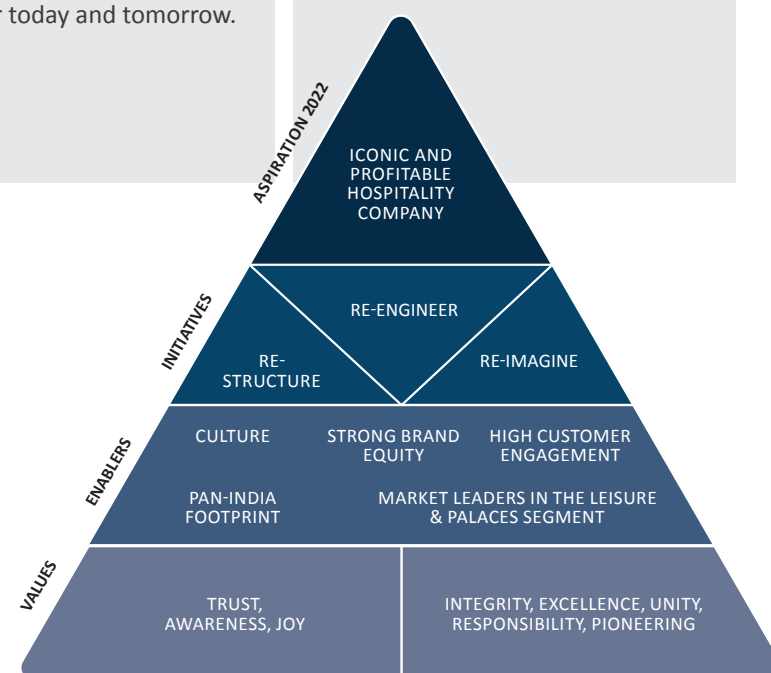 today and tomorrow.
ASPIRATION 2022
ICONIC AND
PROFITABLE
HOSPITALITY
COMPANY
INITIATIVES
RE-ENGINEER
RE-
STRUCTURE
RE-IMAGINE
ENABLERS
CULTURE
STRONG BRAND
EQUITY
HIGH CUSTOMER
ENGAGEMENT
PAN-INDIA
FOOTPRINT
MARKET LEADERS IN THE LEISURE
& PALACES SEGMENT
VALUES
TRUST,
AWARENESS, JOY
INTEGRITY, EXCELLENCE, UNITY,
RESPONSIBILITY, PIONEERING